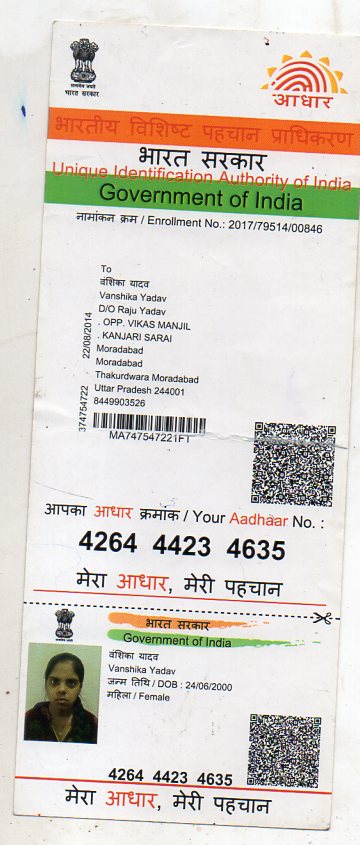 सत्यमेव जयते
भारत सरकार
आधार
भारतीय विशिष्ट पहचान प्राधिकरण
भारत सरकार
Unique Identification Authority of India
Government of India
नामांकन क्रम / Enrollment No.: 2017/79514/00846
To
वंशिका यादव
Vanshika Yadav
D/O Raju Yadav
. OPP. VIKAS MANJIL
. KANJARI SARAI
Moradabad
Moradabad
Thakurdwara Moradabad
Uttar Pradesh 244001
8449903526
22/08/2014
374754722
MA747547221FT
आपका आधार क्रमांक / Your Aadhaar No. :
4264 4423 4635
मेरा आधार, मेरी पहचान
भारत सरकार
Government of India
वंशिका यादव
Vanshika Yadav
जन्म तिथि / DOB : 24/06/2000
महिला / Female
4264 4423 4635
मेरा आधार, मेरी पहचान